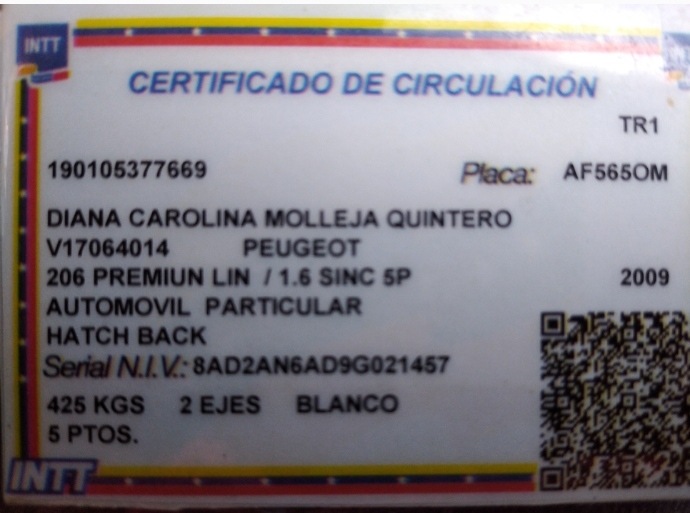 INTT
CERTIFICADO DE CIRCULACIÓN
TR1
190105377669 Placa: AF565OM
DIANA CAROLINA MOLLEJA QUINTERO
V17064014 PEUGEOT
206 PREMIUN LIN / 1.6 SINC 5P 2009
AUTOMOVIL PARTICULAR
HATCH BACK
Serial N.I.V.: 8AD2AN6AD9G021457
425 KGS 2 EJES BLANCO
5 PTOS.
INTT